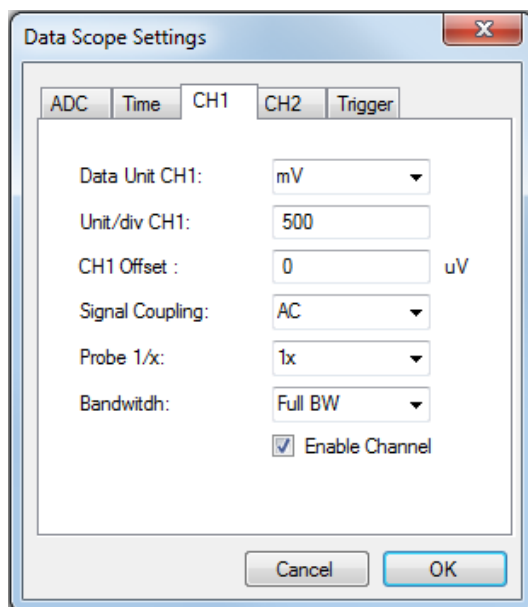 Data Scope Settings
ADC Time CH1 CH2 Trigger
Data Unit CH1: mV
Unit/div CH1: 500
CH1 Offset : 0 uV
Signal Coupling: AC
Probe 1/x: 1x
Bandwitdh: Full BW
Enable Channel
Cancel OK